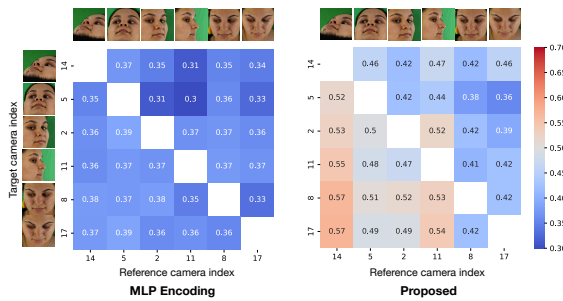 0.70
14 0.37 0.35 0.31 0.35 0.34 14 0.46 0.42 0.47 0.42 0.46 0.65
5 0.35 0.31 0.3 0.36 0.33 5 0.52 0.42 0.44 0.38 0.36 0.60
2 0.36 0.39 0.37 0.37 0.37 2 0.53 0.5 0.52 0.42 0.39 0.55
Target camera index
11 0.36 0.37 0.37 0.37 0.37 11 0.55 0.48 0.47 0.41 0.42 0.45
0.50
8 0.38 0.37 0.38 0.35 0.33 8 0.57 0.51 0.52 0.53 0.42 0.40
17 0.37 0.39 0.36 0.36 0.36 17 0.57 0.49 0.49 0.54 0.42 0.35
0.30
14 5 2 11 8 17 14 5 2 11 8 17
Reference camera index Reference camera index
MLP Encoding Proposed